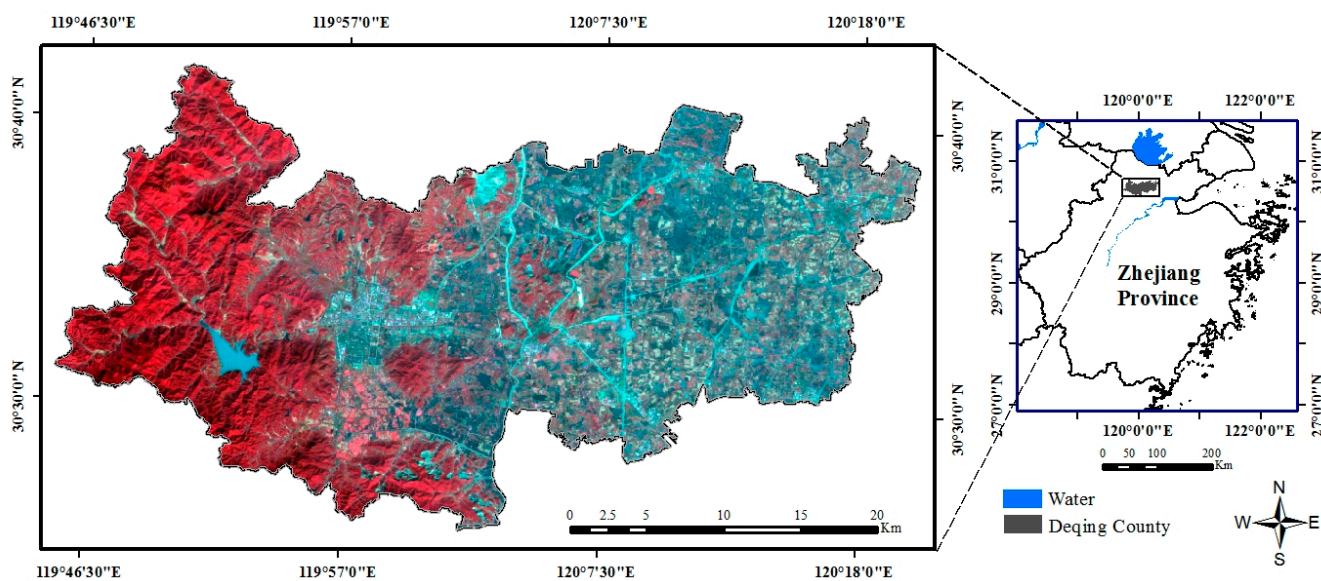 119°46'30"E 119°57'0"E 120°7'30"E 120°18'0"E
30°40'0"N
30°30'0"N
30°40'0"N
30°30'0"N
0 2.5 5 10 15 20
Km
119°46'30"E 119°57'0"E 120°7'30"E 120°18'0"E
120°0'0"E 122°0'0"E
31°0'0"N
29°0'0"N
27°0'0"N
31°0'0"N
29°0'0"N
27°0'0"N
Zhejiang
Province
120°0'0"E 122°0'0"E
0 50 100 200
Km
Water
Deqing County
N
W E
S